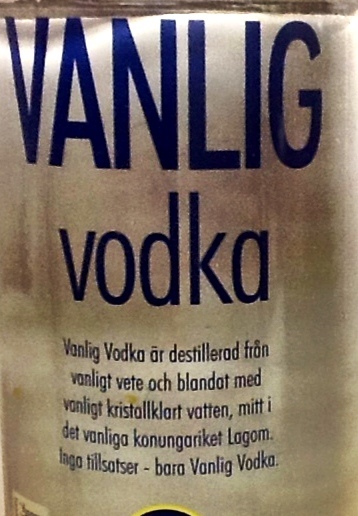 VANLIG
vodka
Vanlig Vodka är destillerad från
vanligt vete och blandat med
vanligt kristallklart vatten, mitt i
det vanliga konungariket Lagom.
Inga tillsatser - bara Vanlig Vodka.